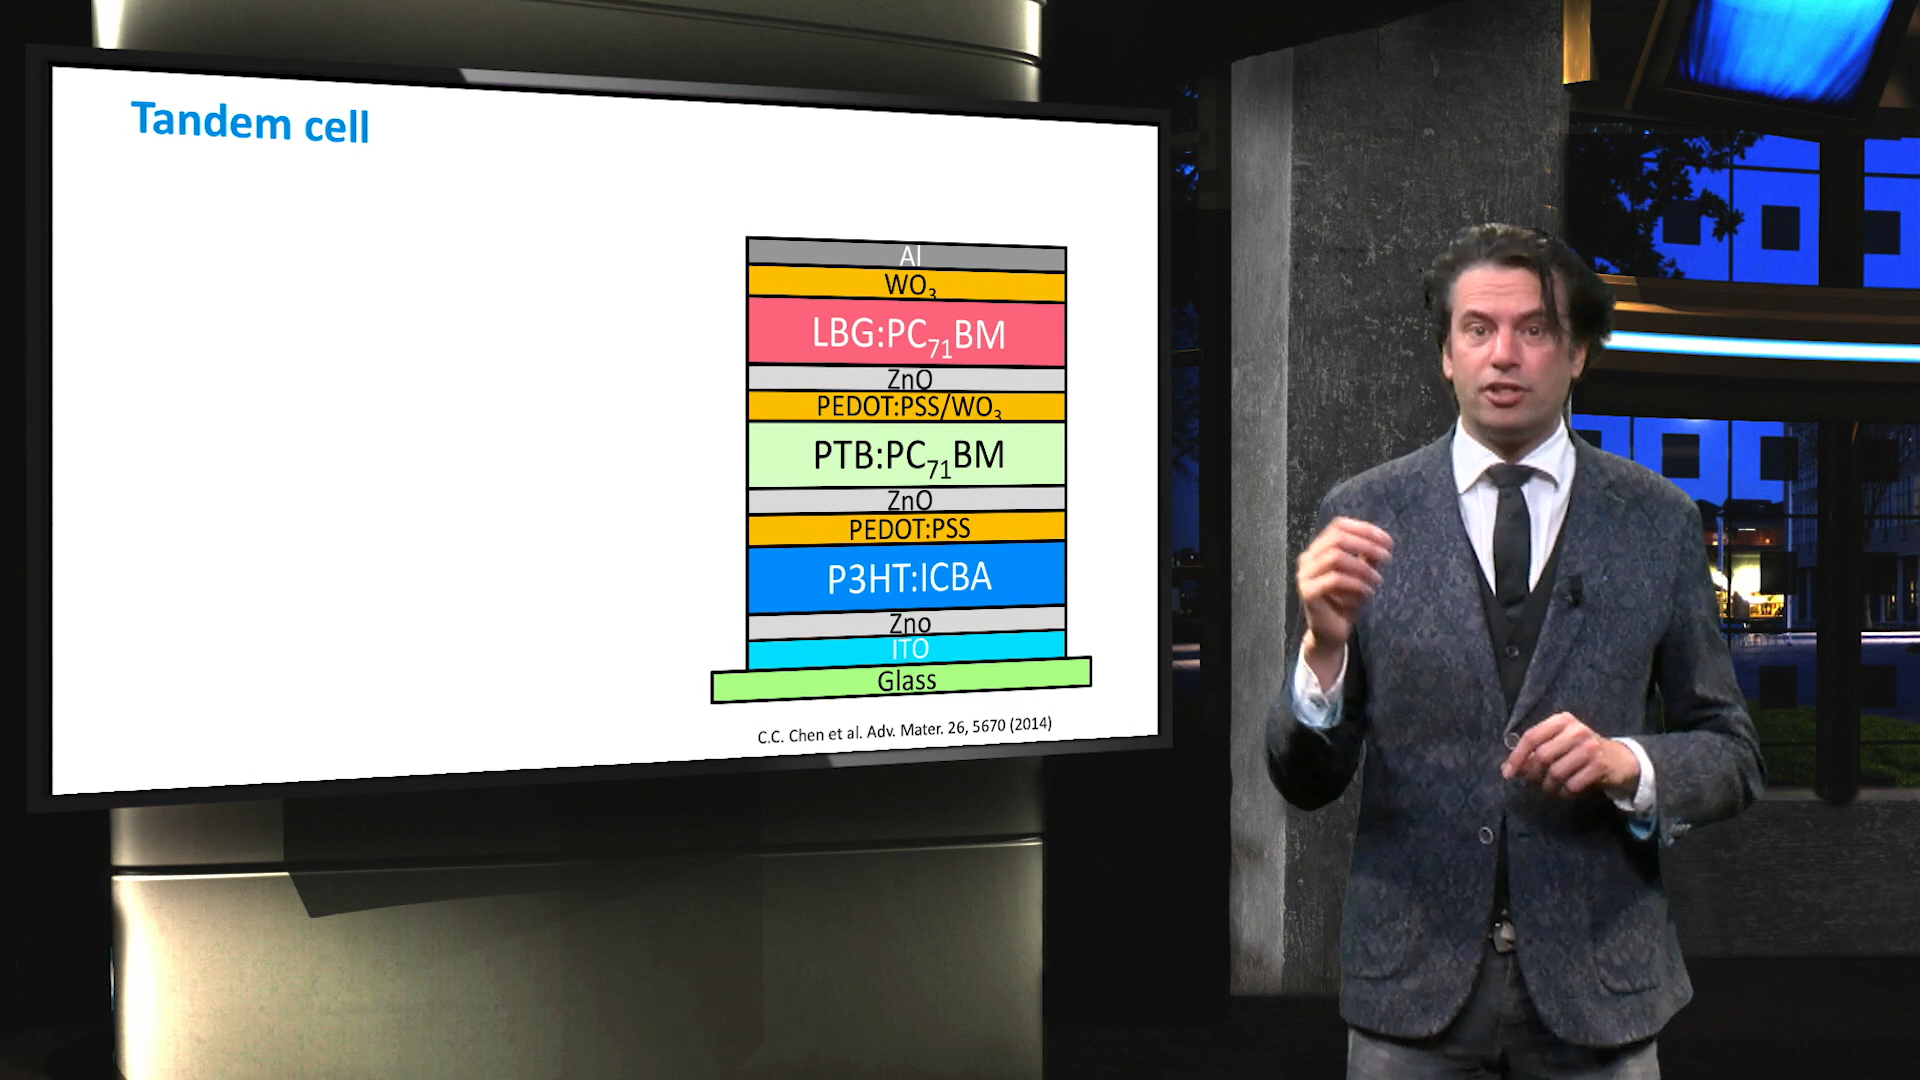 Tandem cell
Al
WO₃
LBG:PC₇₁BM
ZnO
PEDOT:PSS/WO₃
PTB:PC₇₁BM
ZnO
PEDOT:PSS
P3HT:ICBA
Zno
ITO
Glass
C.C. Chen et al. Adv. Mater. 26, 5670 (2014)